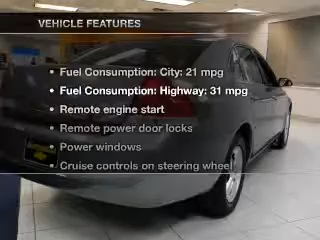 VEHICLE FEATURES
• Fuel Consumption: City: 21 mpg
• Fuel Consumption: Highway: 31 mpg
• Remote engine start
• Remote power door locks
• Power windows
• Cruise controls on steering wheel